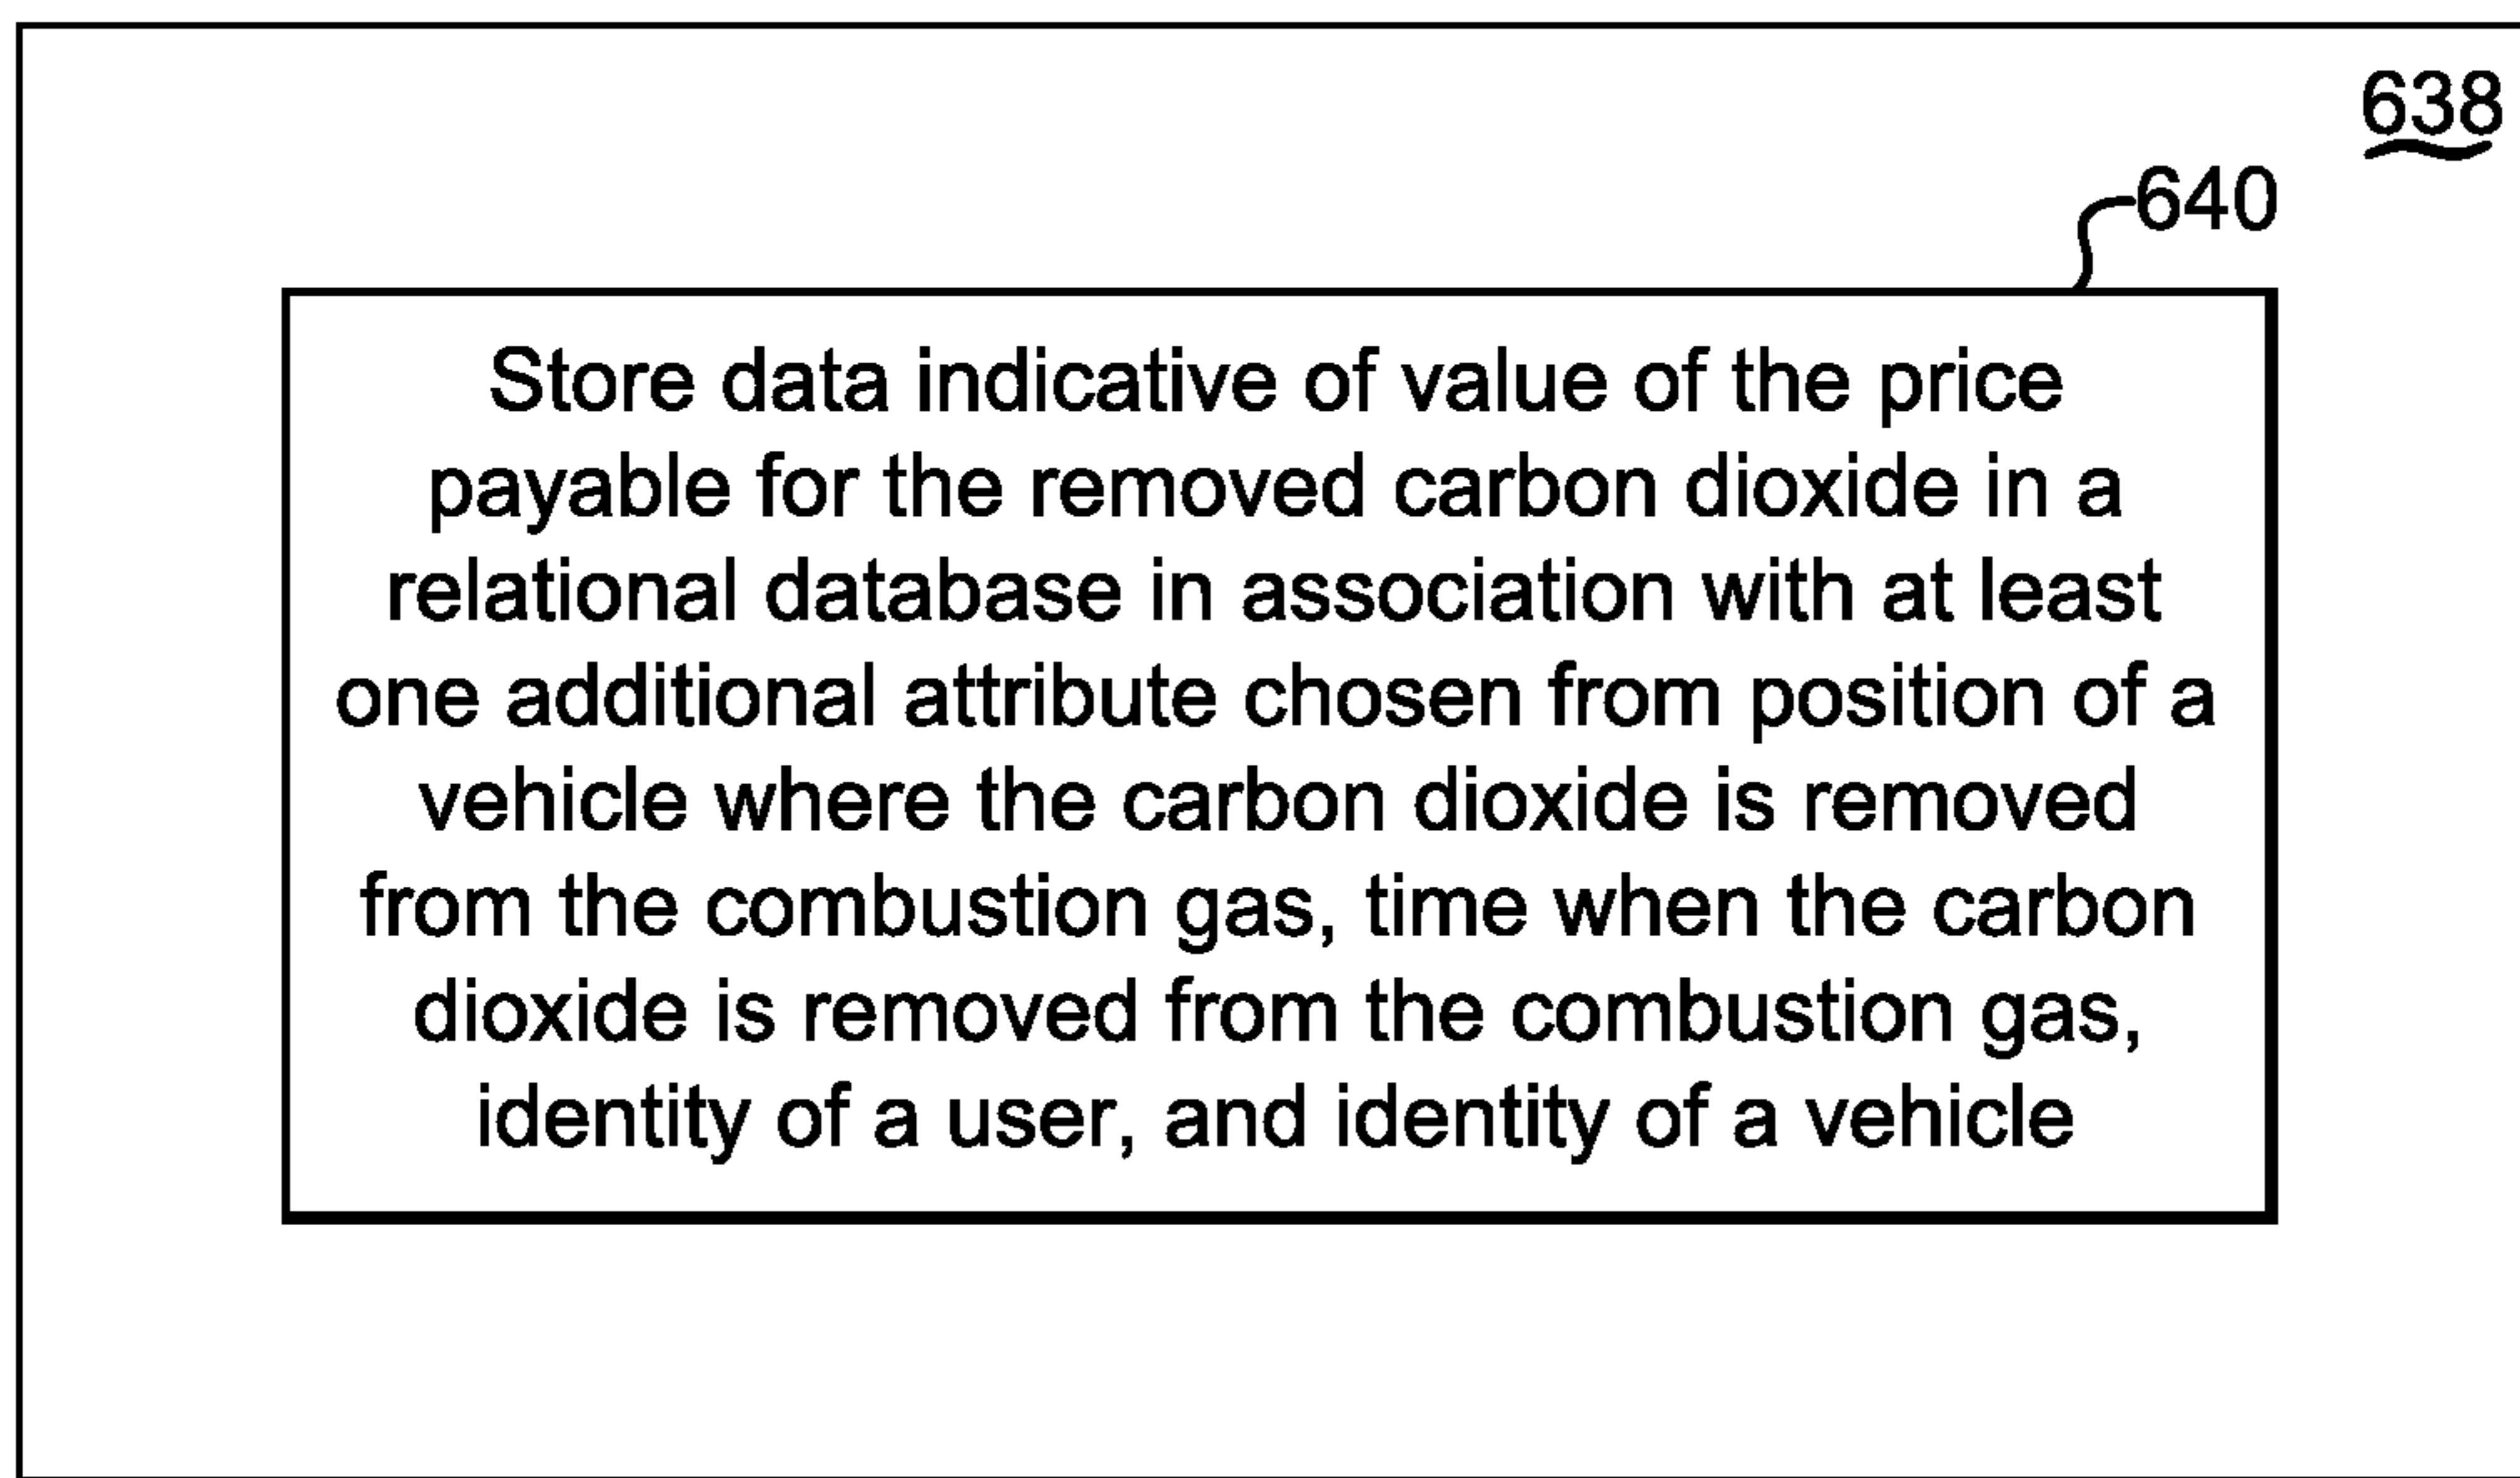 638
640
Store data indicative of value of the price
payable for the removed carbon dioxide in a
relational database in association with at least
one additional attribute chosen from position of a
vehicle where the carbon dioxide is removed
from the combustion gas, time when the carbon
dioxide is removed from the combustion gas,
identity of a user, and identity of a vehicle